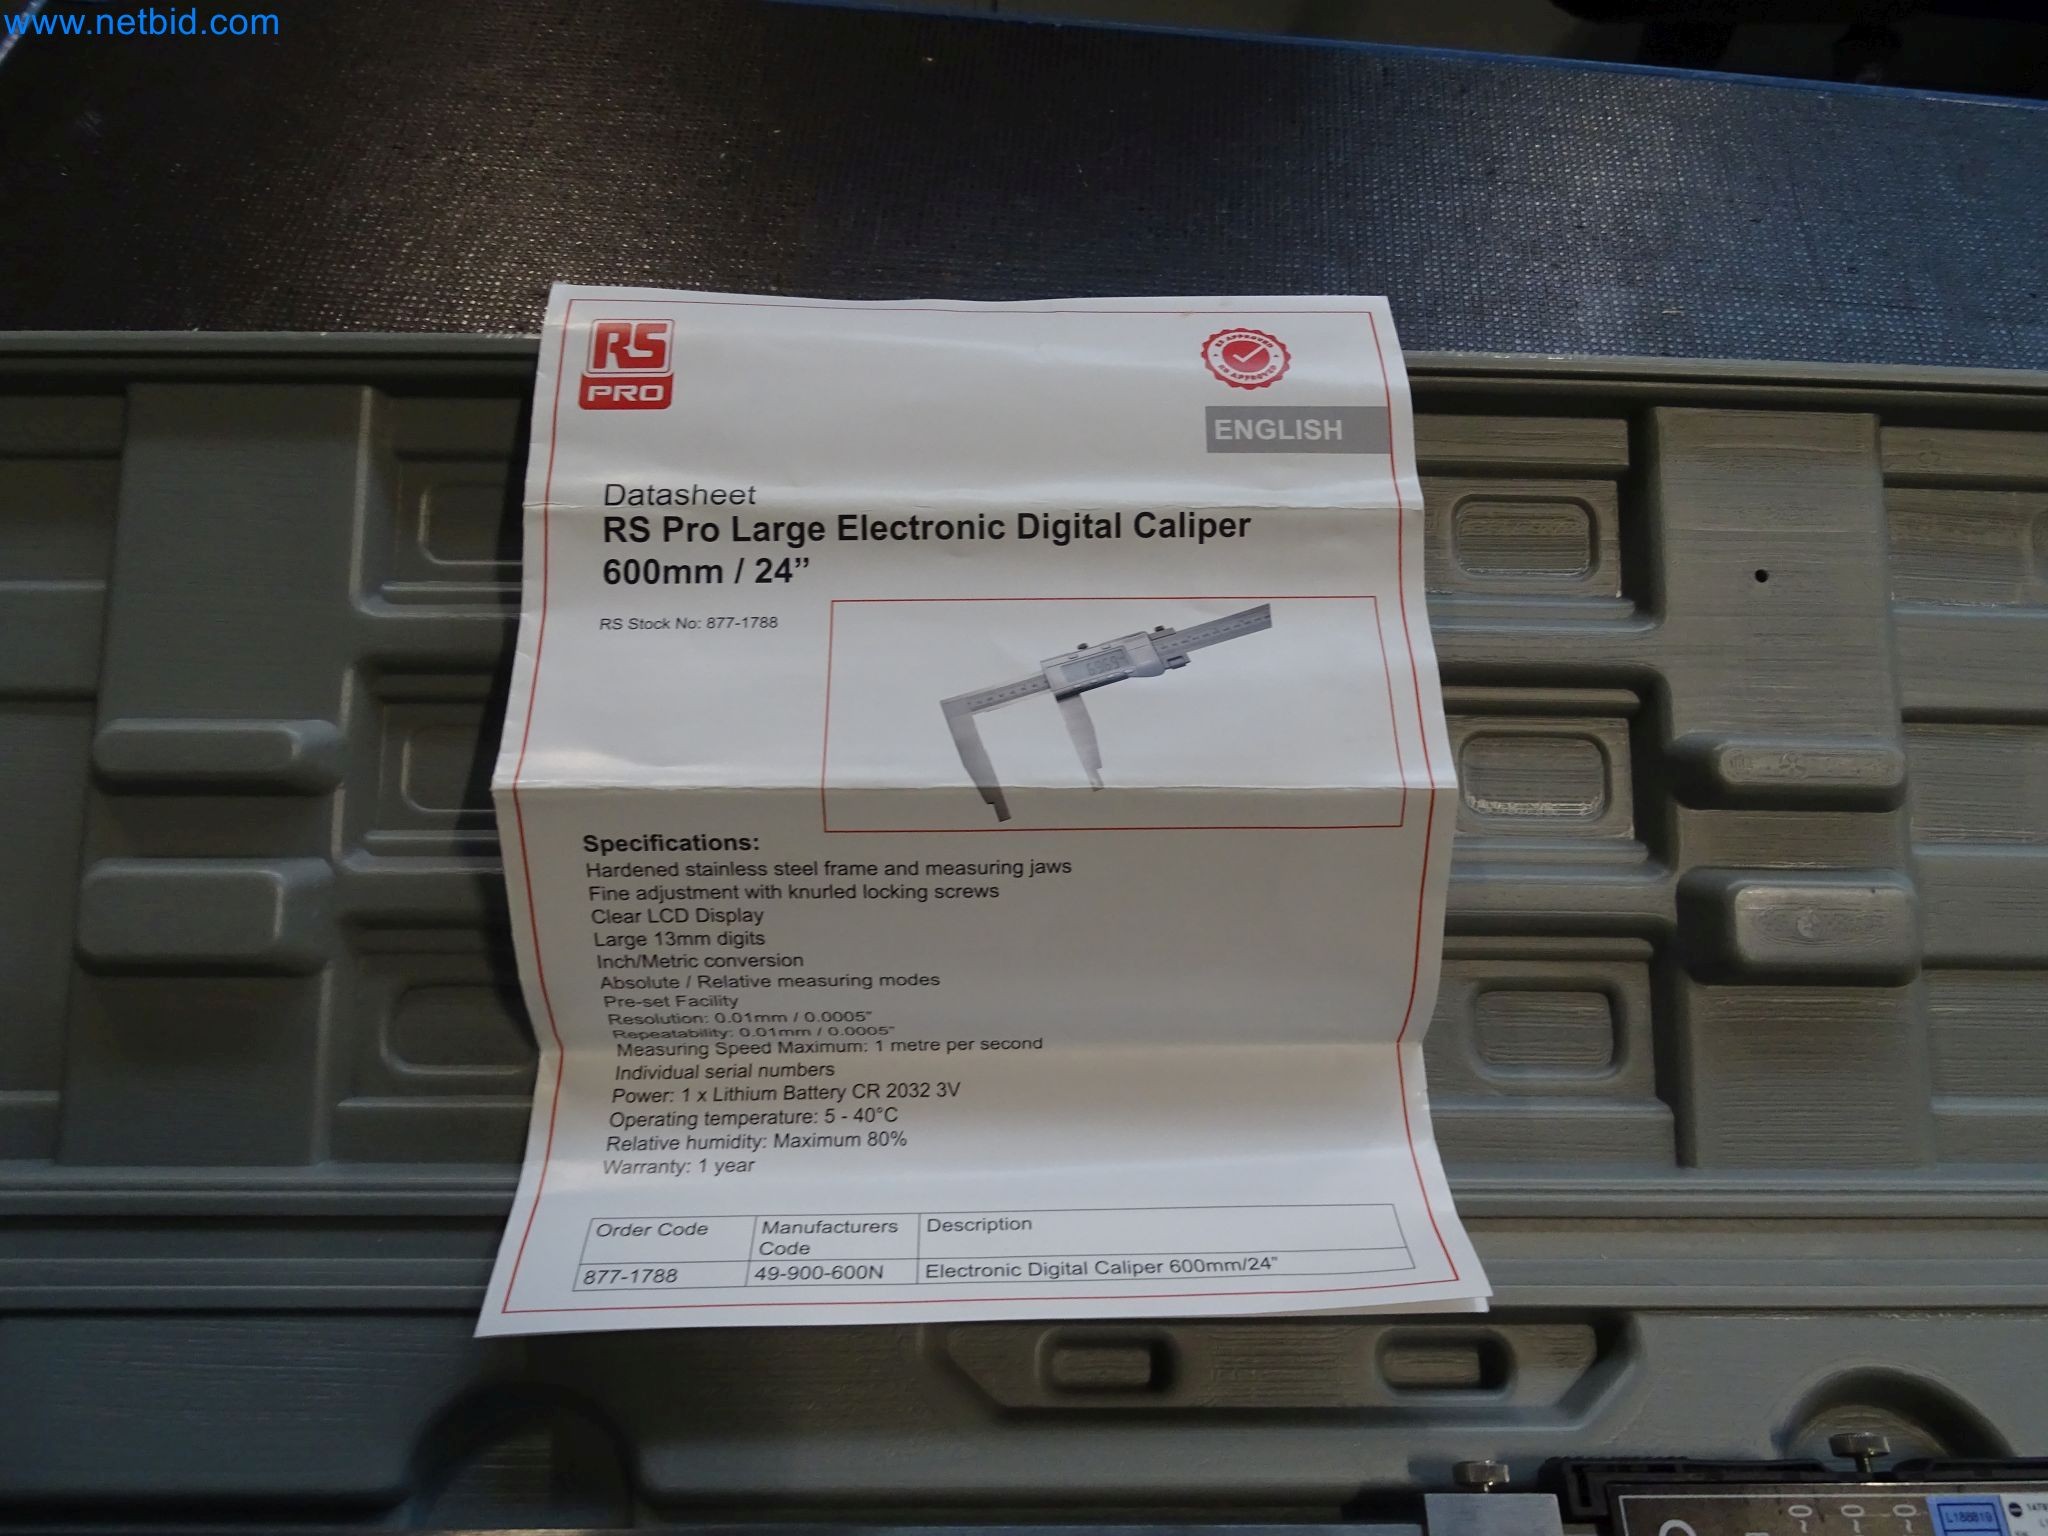 www.netbid.com
RS
PRO
RS APPROVED
RS APPROVED
ENGLISH
Datasheet
RS Pro Large Electronic Digital Caliper
600mm / 24”
RS Stock No: 877-1788
Specifications:
Hardened stainless steel frame and measuring jaws
Fine adjustment with knurled locking screws
Clear LCD Display
Large 13mm digits
Inch/Metric conversion
Absolute / Relative measuring modes
Pre-set Facility
Resolution: 0.01mm / 0.0005"
Repeatability: 0.01mm / 0.0005"
Measuring Speed Maximum: 1 metre per second
Individual serial numbers
Power: 1 x Lithium Battery CR 2032 3V
Operating temperature: 5 - 40°C
Relative humidity: Maximum 80%
Warranty: 1 year
Order Code Manufacturers Code Description
877-1788 49-900-600N Electronic Digital Caliper 600mm/24"
L188819